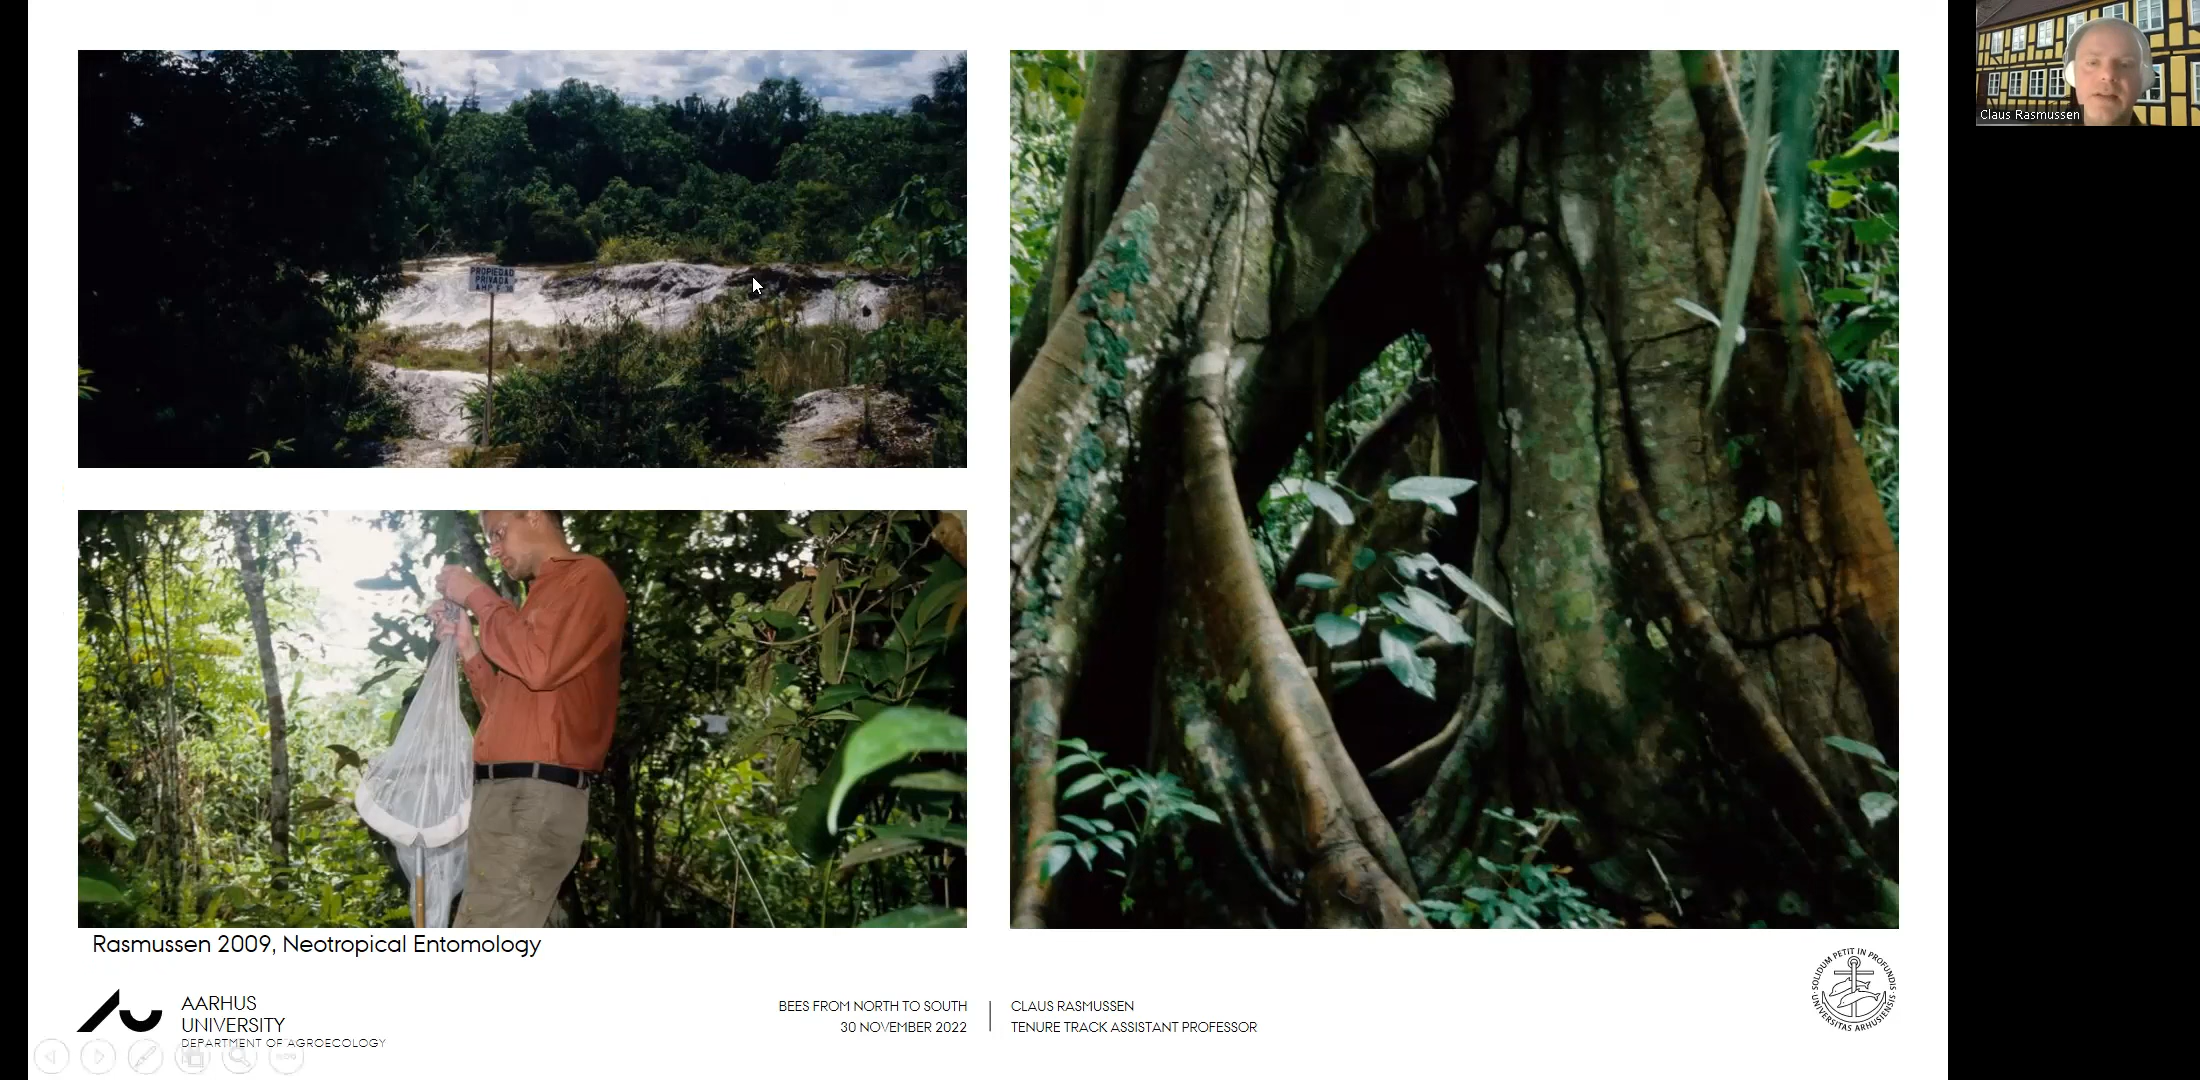 Claus Rasmussen
PROPIEDAD
PRIVADA
Rasmussen 2009, Neotropical Entomology
AARHUS
UNIVERSITY
DEPARTMENT OF AGROECOLOGY
BEES FROM NORTH TO SOUTH
30 NOVEMBER 2022
CLAUS RASMUSSEN
TENURE TRACK ASSISTANT PROFESSOR
SOLIDUM PETIT IN PROFUNDIS
UNIVERSITAS ARHUSIENSIS